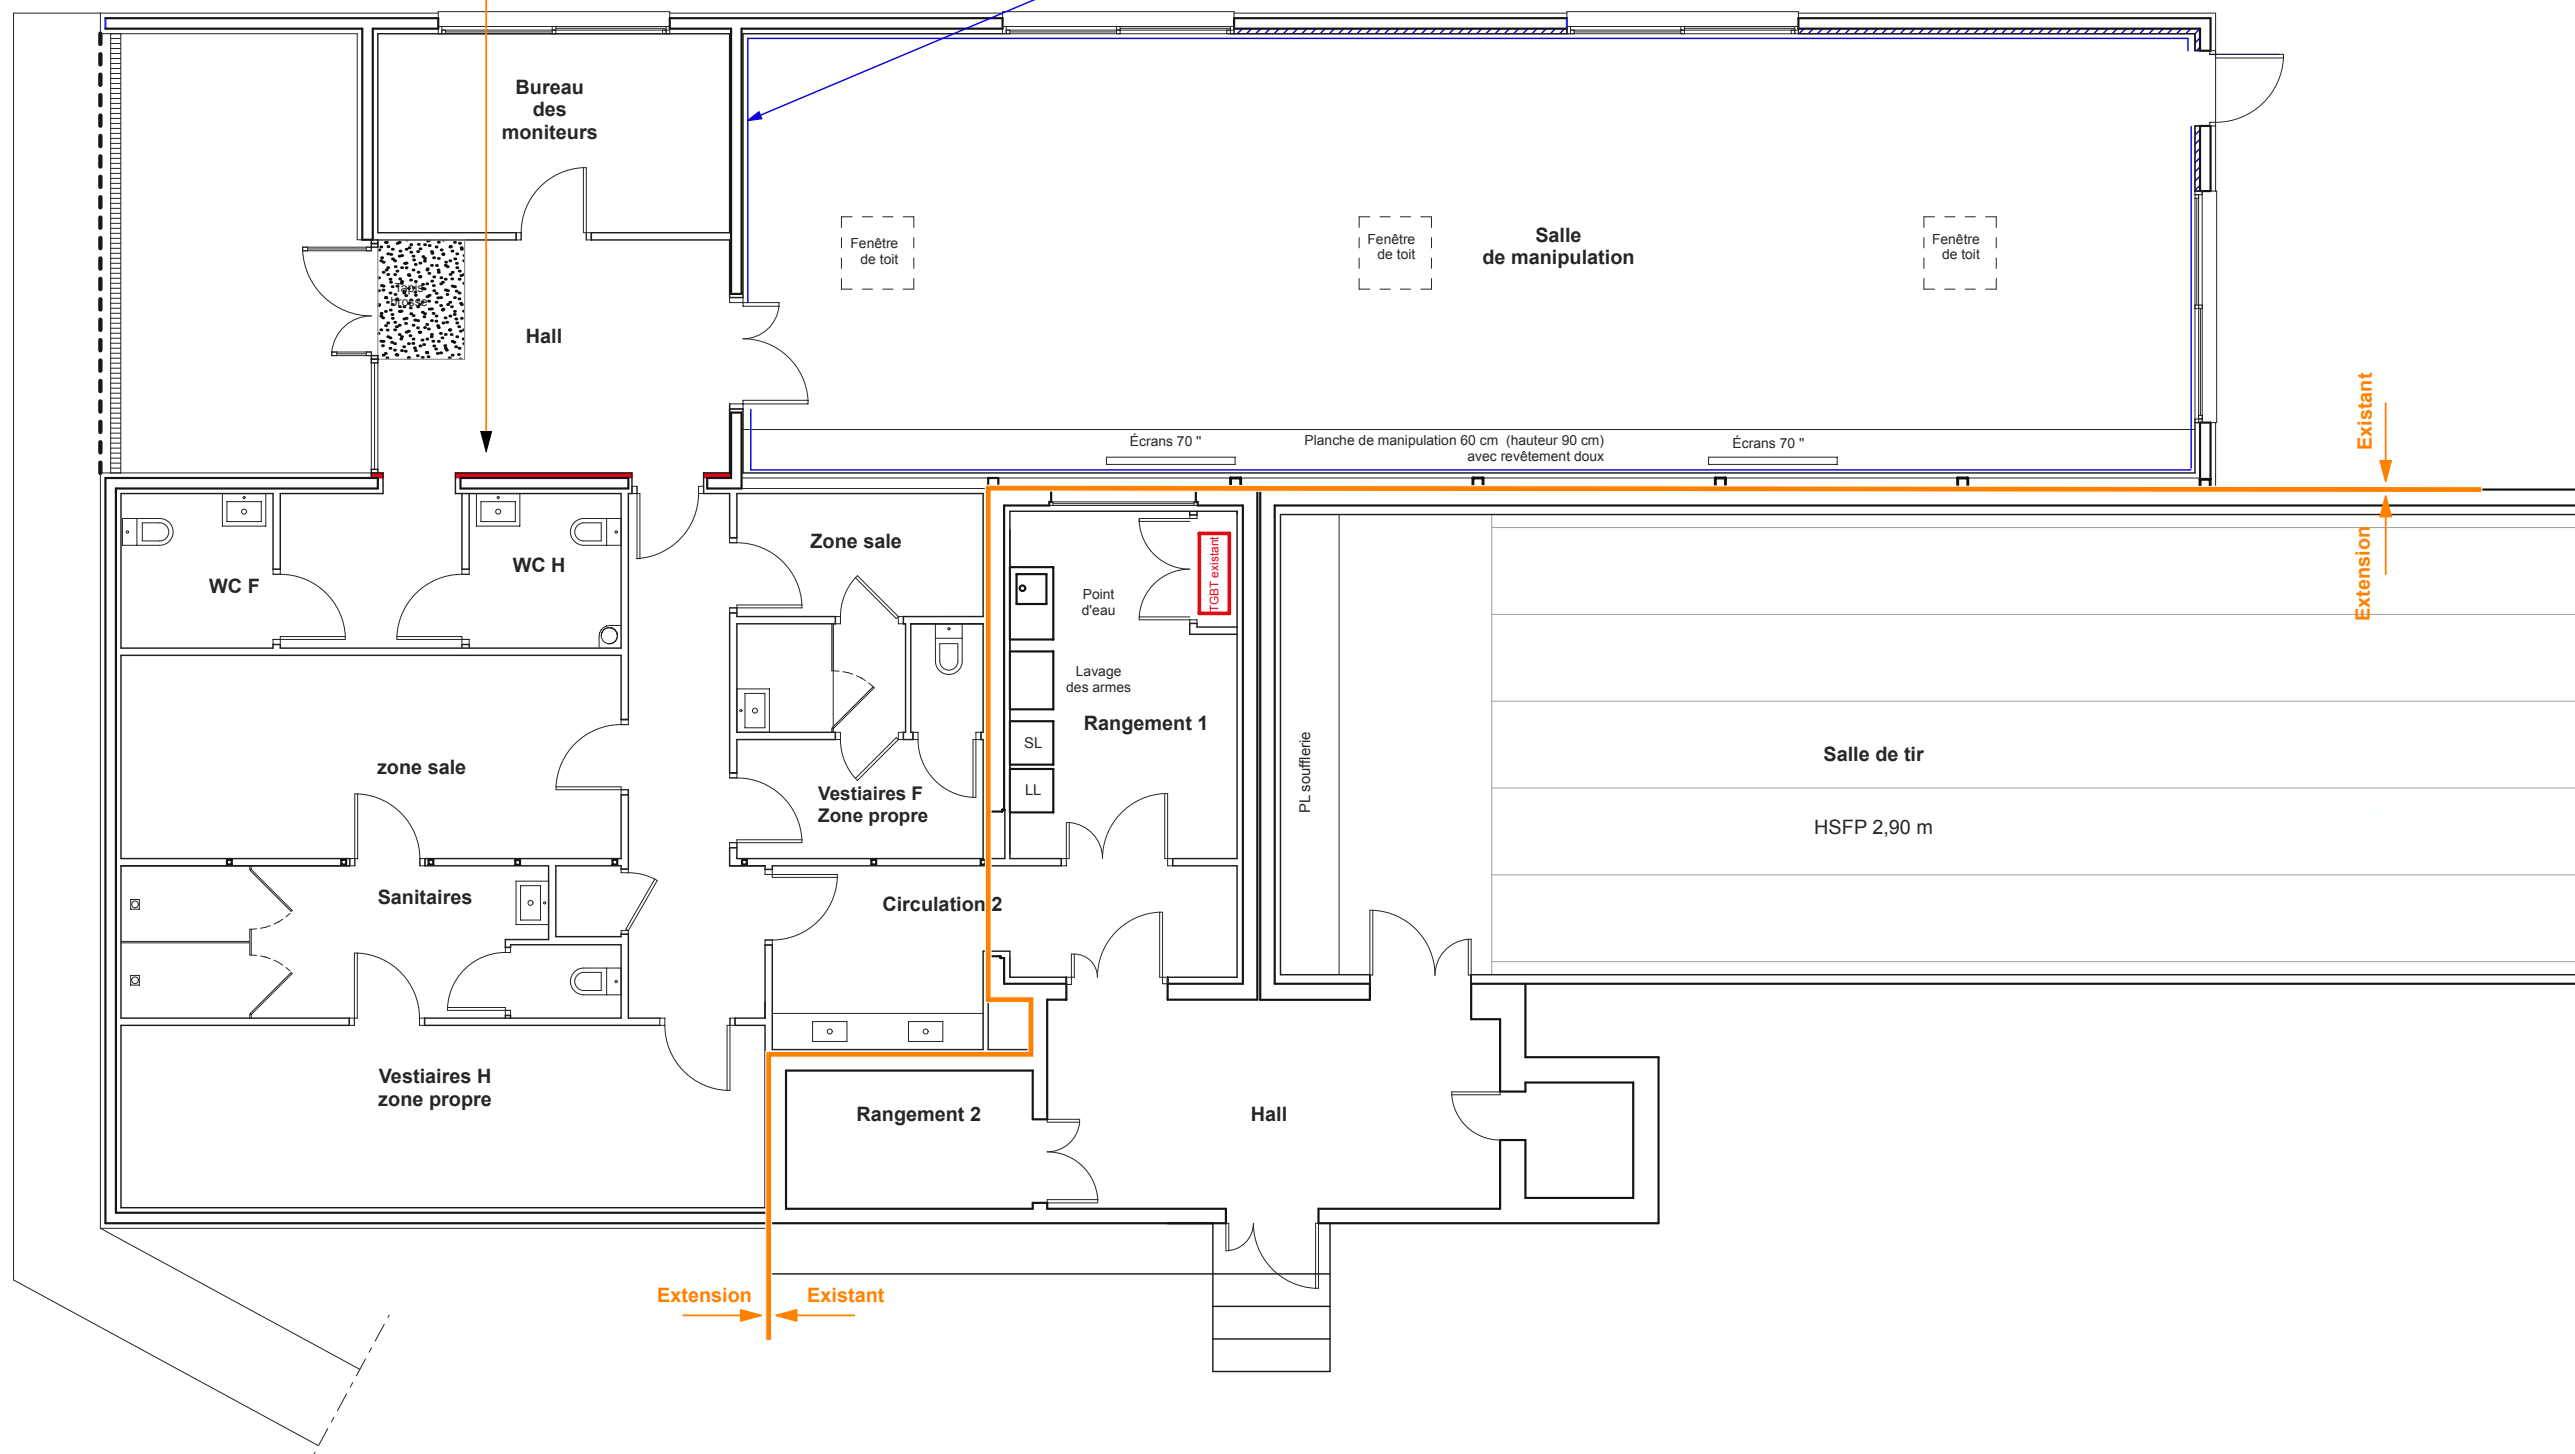 Bureau
des
moniteurs
Fenêtre
de toit
Fenêtre
de toit
Salle
de manipulation
Fenêtre
de toit
Tapis
brosse
Hall
Existant
Écrans 70 "
Planche de manipulation 60 cm (hauteur 90 cm)
avec revêtement doux
Écrans 70 "
Extension
Zone sale
WC H
WC F
Point
d'eau
TGBT existant
Lavage
des armes
Rangement 1
SL
LL
PL soufflerie
Salle de tir
HSFP 2,90 m
zone sale
Vestiaires F
Zone propre
Sanitaires
Circulation 2
Vestiaires H
zone propre
Rangement 2
Hall
Extension
Existant